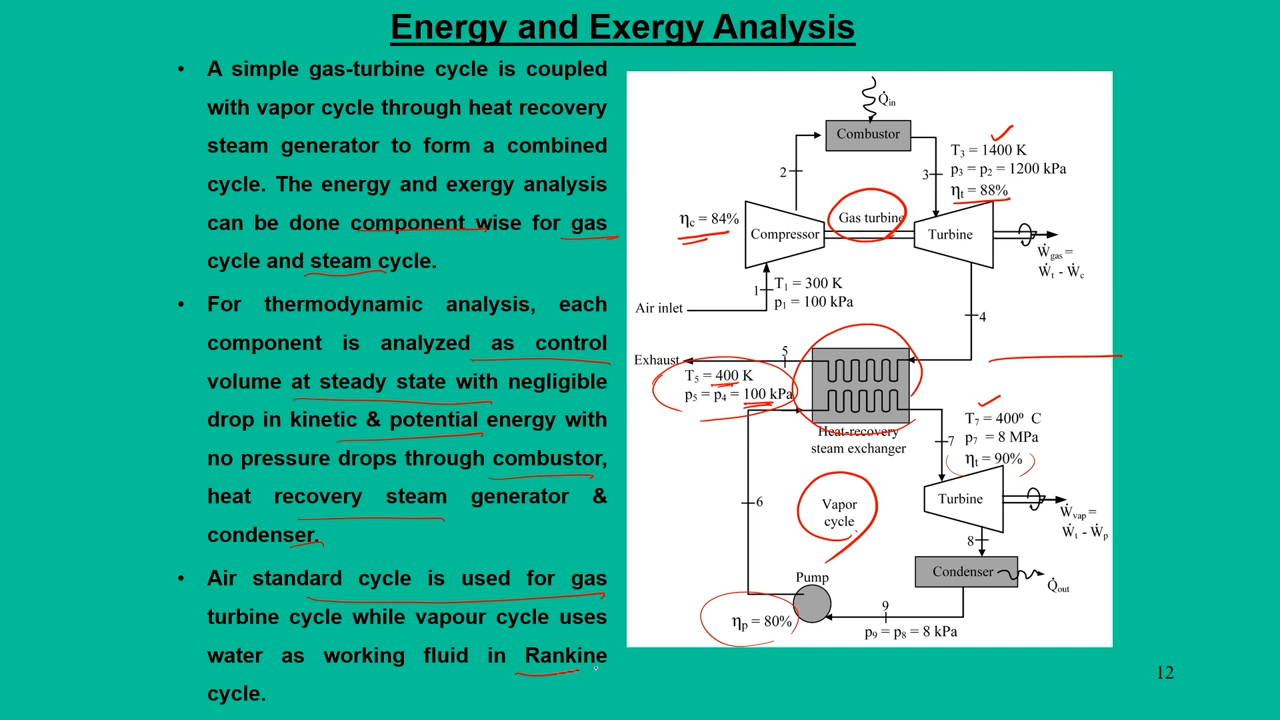 Energy and Exergy Analysis
• A simple gas-turbine cycle is coupled
with vapor cycle through heat recovery
steam generator to form a combined
cycle. The energy and exergy analysis
can be done component wise for gas
cycle and steam cycle.
• For thermodynamic analysis, each
component is analyzed as control
volume at steady state with negligible
drop in kinetic & potential energy with
no pressure drops through combustor,
heat recovery steam generator &
condenser.
• Air standard cycle is used for gas
turbine cycle while vapour cycle uses
water as working fluid in Rankine
cycle.
Q̇in
Combustor
T3 = 1400 K
p3 = p2 = 1200 kPa
ηt = 88%
2
3
ηc = 84%
Gas turbine
Compressor
Turbine
Ẇgas =
Ẇt - Ẇc
1
T1 = 300 K
p1 = 100 kPa
Air inlet
4
5
Exhaust
T5 = 400 K
p5 = p4 = 100 kPa
Heat-recovery
steam exchanger
T7 = 400⁰ C
7
p7 = 8 MPa
ηt = 90%
6
Vapor
cycle
Turbine
Ẇvap =
Ẇt - Ẇp
8
Condenser
Q̇out
Pump
9
ηp = 80%
p9 = p8 = 8 kPa
12